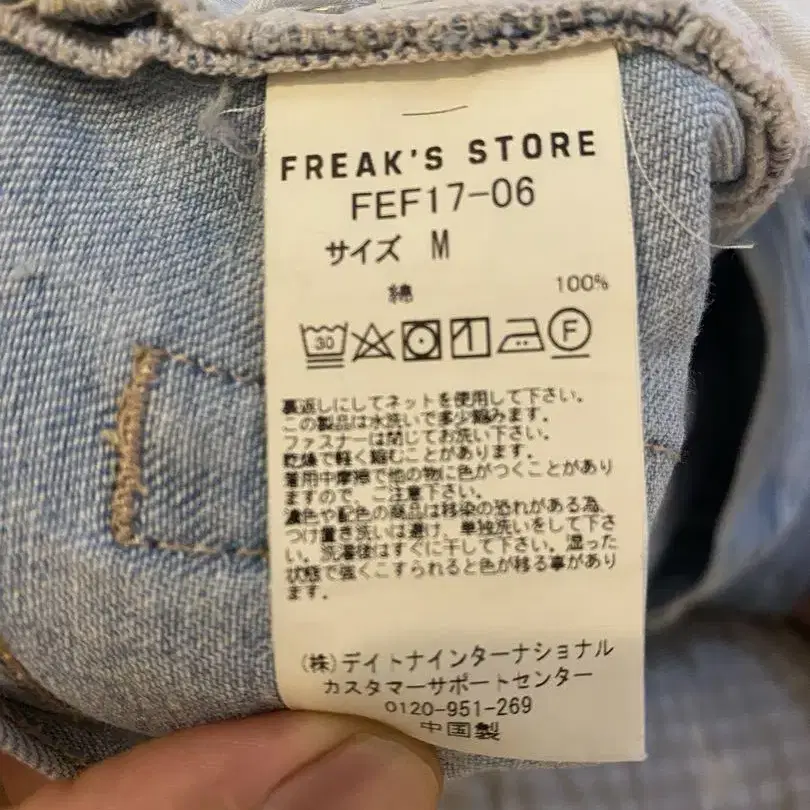 FREAK'S STORE
FEF17-06
サイズ M
綿 100%
30 1 F
裏返しにしてネットを使用して下さい。
この製品は水洗いで多少縮みます。
ファスナーは閉じてお洗い下さい。
乾燥で軽く縮むことがあります。
着用中摩擦で他の物に色がつくことがあり
ますので、ご注意下さい。
濃色や配色の商品は移染の恐れがある為、
つけ置き洗いは避け、単独洗いをして下さ
い。洗濯後はすぐに干して下さい。湿った
状態で強くこすられると色が移る事があり
ます。
(株)デイトナインターナショナル
カスタマーサポートセンター
0120-951-269
中国製